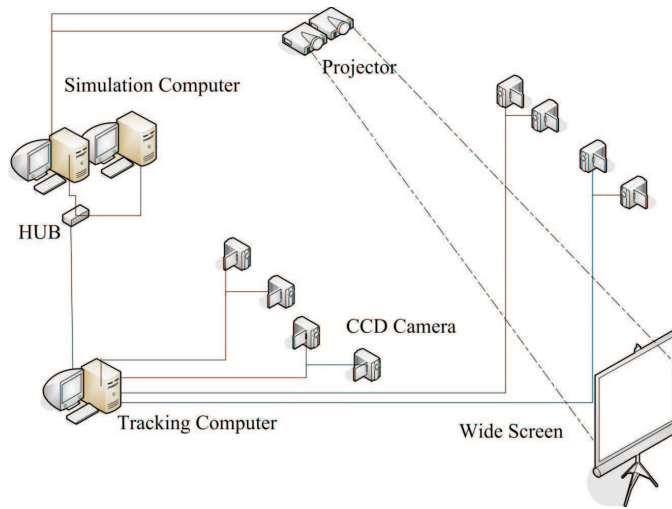 Projector
Simulation Computer
HUB
CCD Camera
Tracking Computer
Wide Screen